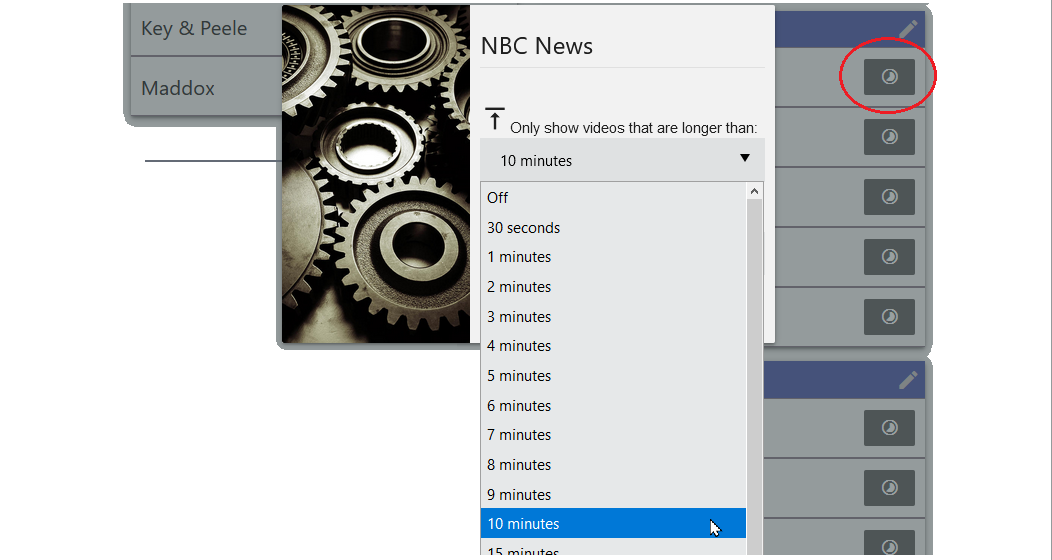 Key & Peele
Maddox
NBC News
Only show videos that are longer than:
10 minutes
Off
30 seconds
1 minutes
2 minutes
3 minutes
4 minutes
5 minutes
6 minutes
7 minutes
8 minutes
9 minutes
10 minutes
15 minutes